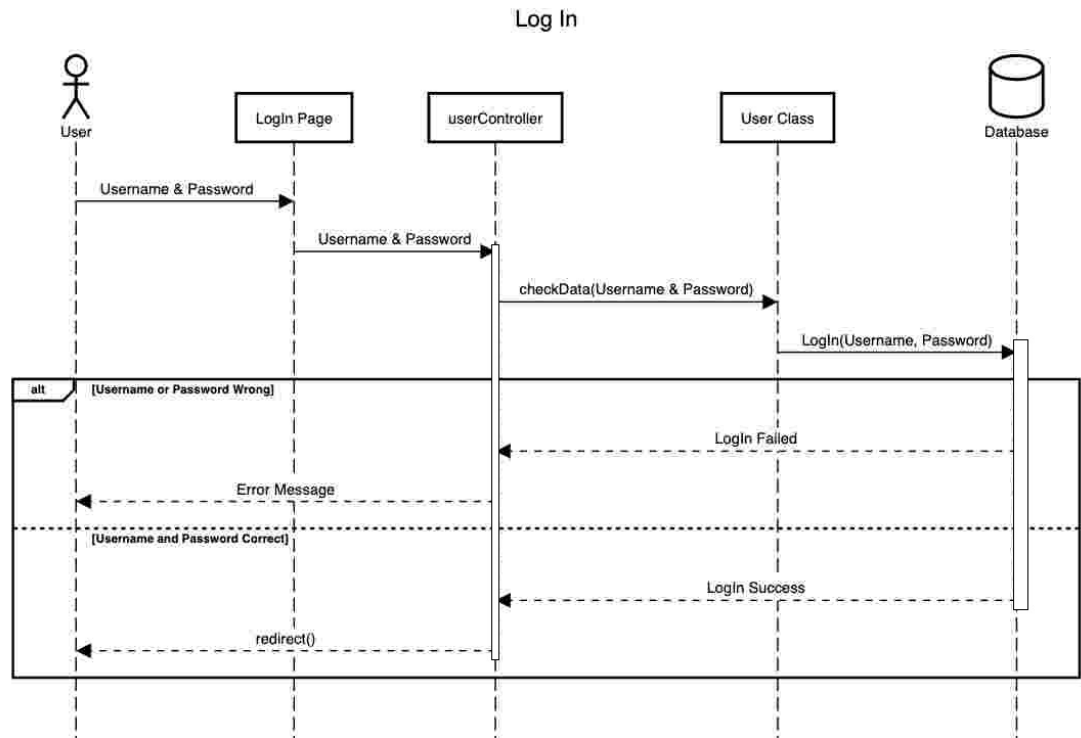 Log In
User
LogIn Page
userController
User Class
Database
Username & Password
Username & Password
checkData(Username & Password)
LogIn(Username, Password)
alt
[Username or Password Wrong]
LogIn Failed
Error Message
[Username and Password Correct]
LogIn Success
redirect()